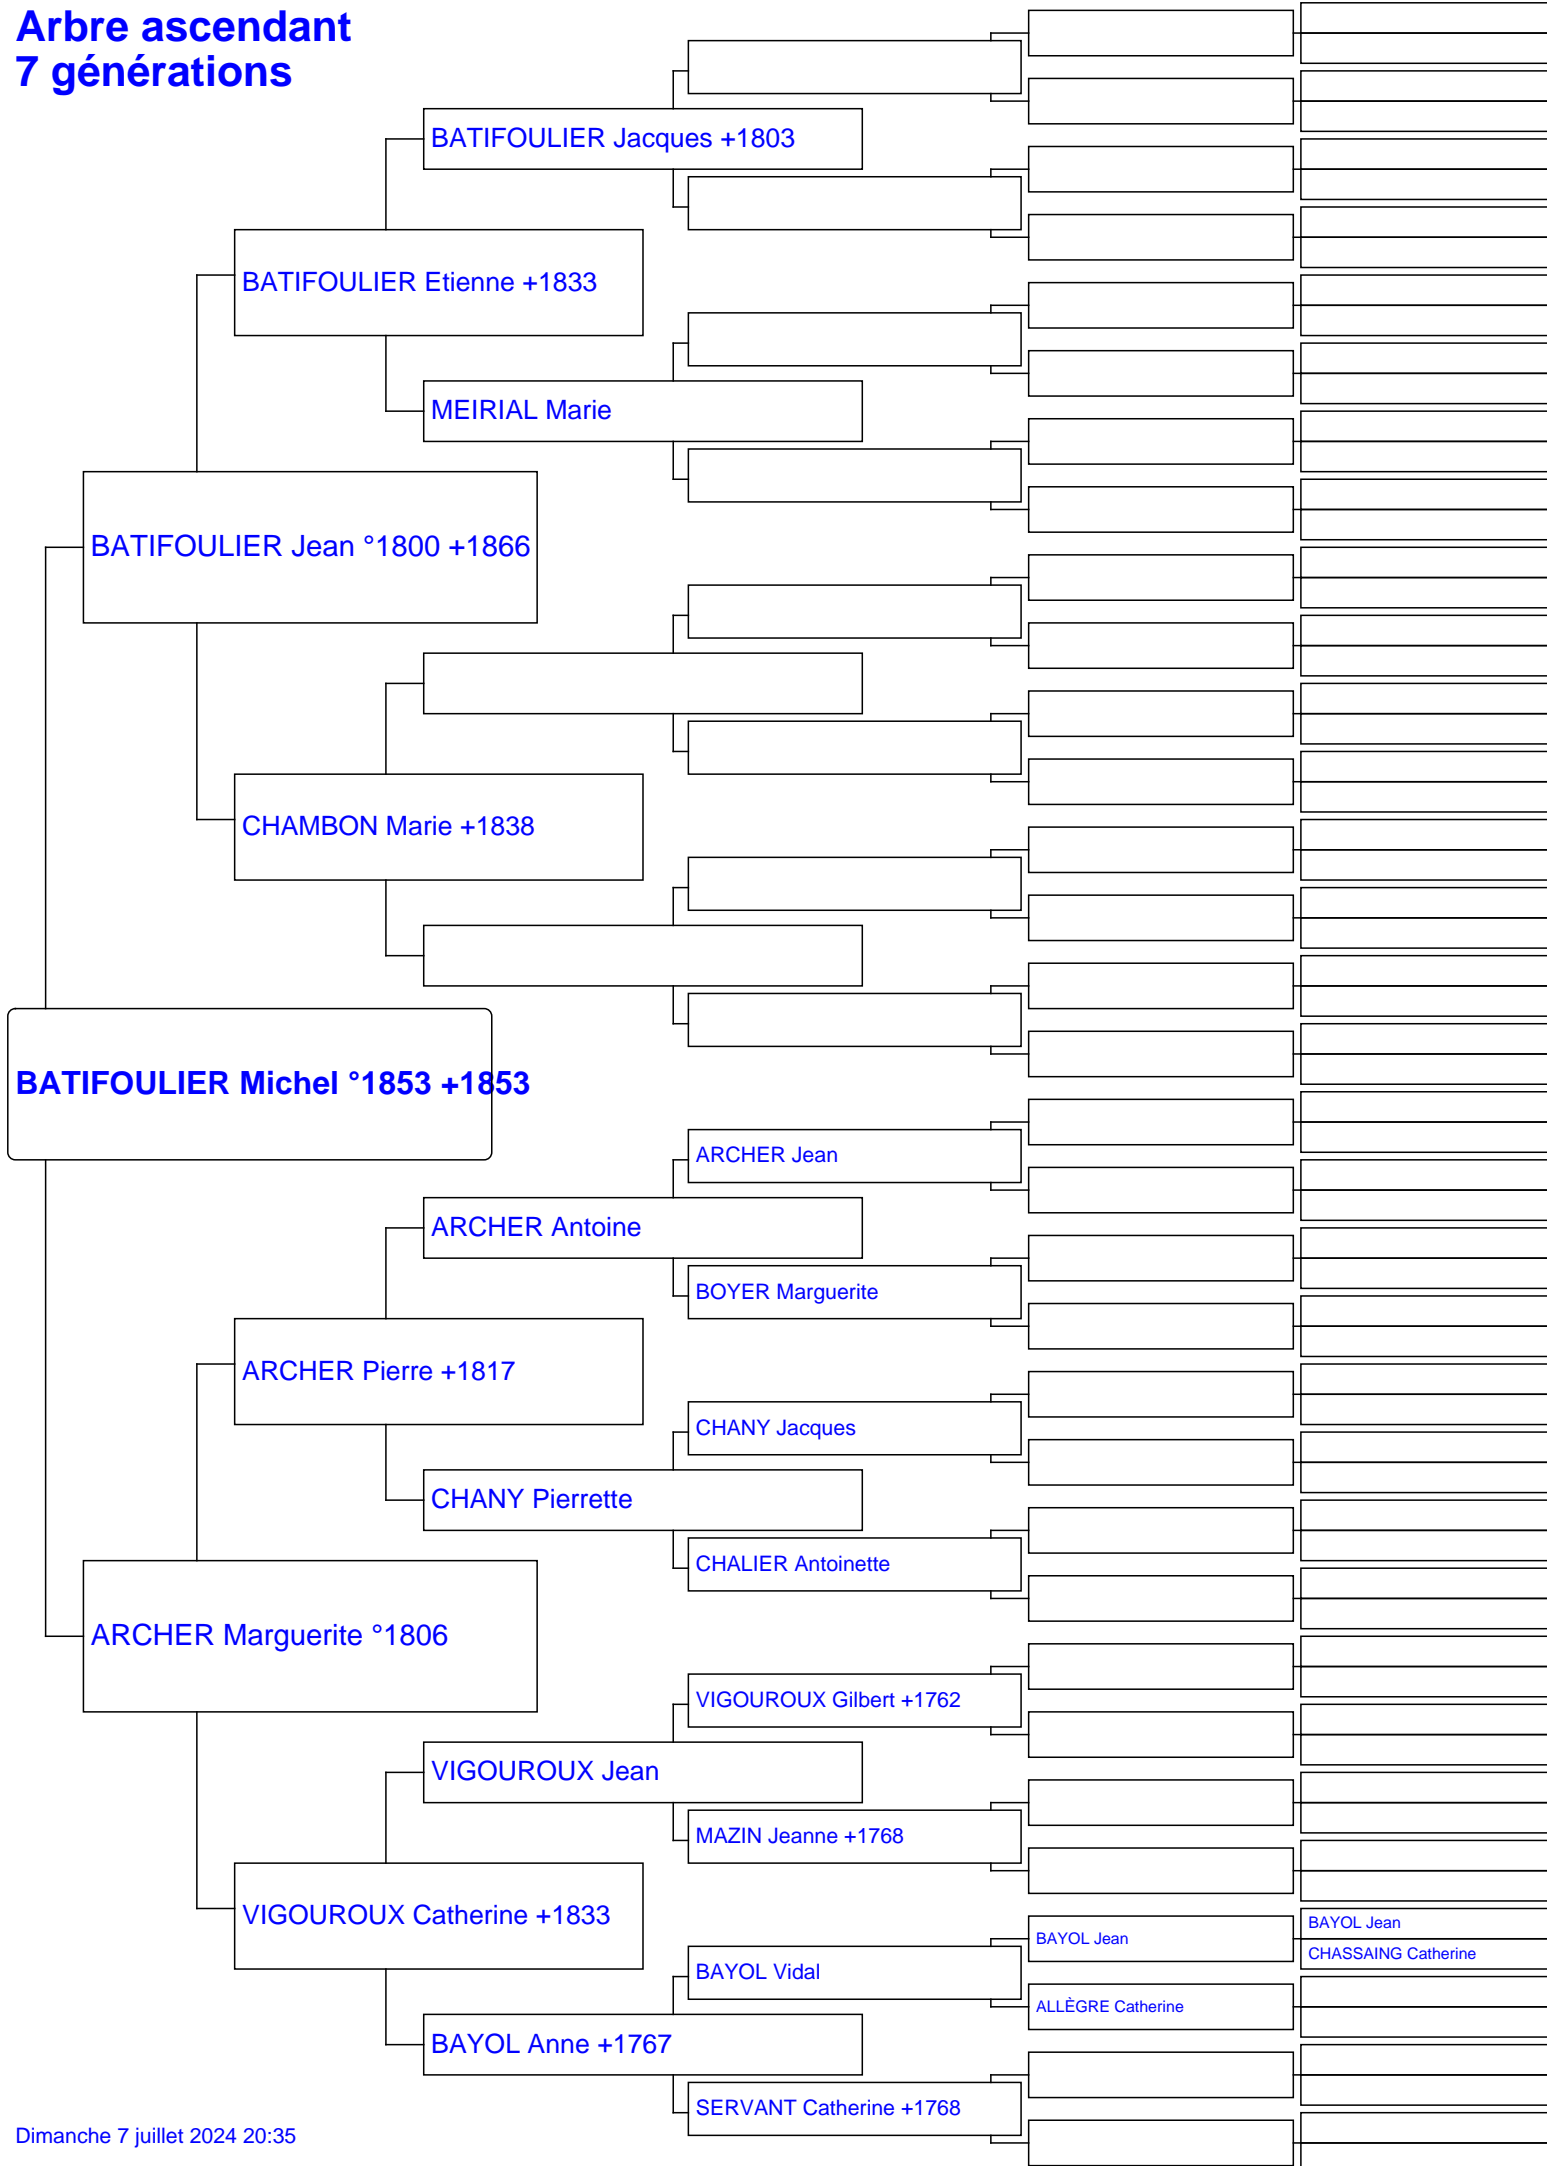 Arbre ascendant
7 générations
BATIFOULIER Jacques +1803
BATIFOULIER Etienne +1833
MEIRIAL Marie
BATIFOULIER Jean °1800 +1866
CHAMBON Marie +1838
BATIFOULIER Michel °1853 +1853
ARCHER Jean
ARCHER Antoine
BOYER Marguerite
ARCHER Pierre +1817
CHANY Jacques
CHANY Pierrette
CHALIER Antoinette
ARCHER Marguerite °1806
VIGOUROUX Gilbert +1762
VIGOUROUX Jean
MAZIN Jeanne +1768
VIGOUROUX Catherine +1833
BAYOL Jean
BAYOL Jean
CHASSAING Catherine
BAYOL Vidal
ALLÈGRE Catherine
BAYOL Anne +1767
SERVANT Catherine +1768
Dimanche 7 juillet 2024 20:35